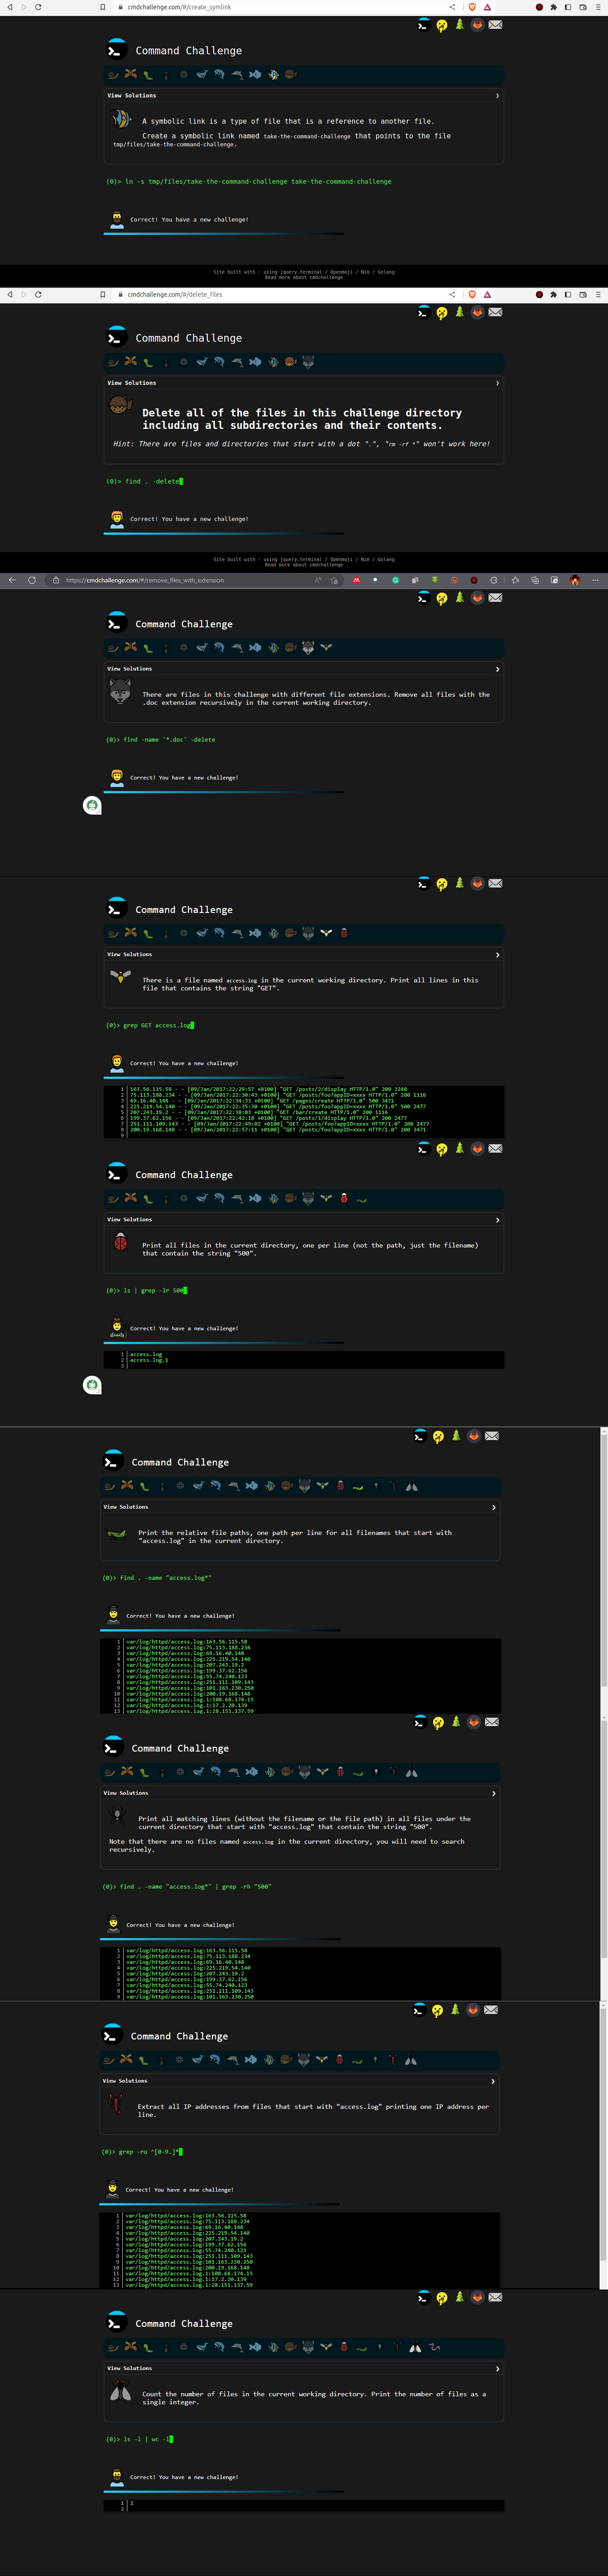 cmdchallenge.com/#/create_symlink
Command Challenge
View Solutions
A symbolic link is a type of file that is a reference to another file.
Create a symbolic link named take-the-command-challenge that points to the file
tmp/files/take-the-command-challenge.
(0)> ln -s tmp/files/take-the-command-challenge take-the-command-challenge
Correct! You have a new challenge!
Site built with ♡ using jquery.terminal / Openmoji / Nim / Golang
Read more about cmdchallenge
cmdchallenge.com/#/delete_files
Command Challenge
View Solutions
Delete all of the files in this challenge directory
including all subdirectories and their contents.
Hint: There are files and directories that start with a dot ".", "rm -rf *" won't work here!
(0)> find . -delete
Correct! You have a new challenge!
Site built with ♡ using jquery.terminal / Openmoji / Nim / Golang
Read more about cmdchallenge
https://cmdchallenge.com/#/remove_files_with_extension
Command Challenge
View Solutions
There are files in this challenge with different file extensions. Remove all files with the
.doc extension recursively in the current working directory.
(0)> find -name '*.doc' -delete
Correct! You have a new challenge!
Command Challenge
View Solutions
There is a file named access.log in the current working directory. Print all lines in this
file that contains the string "GET".
(0)> grep GET access.log
Correct! You have a new challenge!
1 163.56.115.58 - - [09/Jan/2017:22:29:57 +0100] "GET /posts/2/display HTTP/1.0" 200 3240
2 75.113.188.234 - - [09/Jan/2017:22:30:43 +0100] "GET /posts/foo?appID=xxxx HTTP/1.0" 200 1116
3 69.16.40.148 - - [09/Jan/2017:22:34:33 +0100] "GET /pages/create HTTP/1.0" 500 3471
4 225.219.54.140 - - [09/Jan/2017:22:35:30 +0100] "GET /posts/foo?appID=xxxx HTTP/1.0" 500 2477
5 207.243.19.2 - - [09/Jan/2017:22:38:03 +0100] "GET /bar/create HTTP/1.0" 200 1116
6 199.37.62.156 - - [09/Jan/2017:22:42:18 +0100] "GET /posts/1/display HTTP/1.0" 200 2477
7 251.111.109.143 - - [09/Jan/2017:22:49:02 +0100] "GET /posts/foo?appID=xxxx HTTP/1.0" 200 2477
8 200.19.168.148 - - [09/Jan/2017:22:57:11 +0100] "GET /posts/foo?appID=xxxx HTTP/1.0" 200 3471
9
Command Challenge
View Solutions
Print all files in the current directory, one per line (not the path, just the filename)
that contain the string "500".
(0)> ls | grep -lr 500
Correct! You have a new challenge!
1 access.log
2 access.log.1
3
Command Challenge
View Solutions
Print the relative file paths, one path per line for all filenames that start with
"access.log" in the current directory.
(0)> find . -name "access.log*"
Correct! You have a new challenge!
1 var/log/httpd/access.log:163.56.115.58
2 var/log/httpd/access.log:75.113.188.234
3 var/log/httpd/access.log:69.16.40.148
4 var/log/httpd/access.log:225.219.54.140
5 var/log/httpd/access.log:207.243.19.2
6 var/log/httpd/access.log:199.37.62.156
7 var/log/httpd/access.log:55.74.240.123
8 var/log/httpd/access.log:251.111.109.143
9 var/log/httpd/access.log:101.163.230.250
10 var/log/httpd/access.log:200.19.168.148
11 var/log/httpd/access.log.1:108.68.174.15
12 var/log/httpd/access.log.1:17.2.20.139
13 var/log/httpd/access.log.1:28.151.137.59
Command Challenge
View Solutions
Print all matching lines (without the filename or the file path) in all files under the
current directory that start with "access.log" that contain the string "500".
Note that there are no files named access.log in the current directory, you will need to search
recursively.
(0)> find . -name "access.log*" | grep -rh "500"
Correct! You have a new challenge!
1 var/log/httpd/access.log:163.56.115.58
2 var/log/httpd/access.log:75.113.188.234
3 var/log/httpd/access.log:69.16.40.148
4 var/log/httpd/access.log:225.219.54.140
5 var/log/httpd/access.log:207.243.19.2
6 var/log/httpd/access.log:199.37.62.156
7 var/log/httpd/access.log:55.74.240.123
8 var/log/httpd/access.log:251.111.109.143
9 var/log/httpd/access.log:101.163.230.250
Command Challenge
View Solutions
Extract all IP addresses from files that start with "access.log" printing one IP address per
line.
(0)> grep -ro ^[0-9.]*
Correct! You have a new challenge!
1 var/log/httpd/access.log:163.56.115.58
2 var/log/httpd/access.log:75.113.188.234
3 var/log/httpd/access.log:69.16.40.148
4 var/log/httpd/access.log:225.219.54.140
5 var/log/httpd/access.log:207.243.19.2
6 var/log/httpd/access.log:199.37.62.156
7 var/log/httpd/access.log:55.74.240.123
8 var/log/httpd/access.log:251.111.109.143
9 var/log/httpd/access.log:101.163.230.250
10 var/log/httpd/access.log:200.19.168.148
11 var/log/httpd/access.log.1:108.68.174.15
12 var/log/httpd/access.log.1:17.2.20.139
13 var/log/httpd/access.log.1:28.151.137.59
Command Challenge
View Solutions
Count the number of files in the current working directory. Print the number of files as a
single integer.
(0)> ls -l | wc -l
Correct! You have a new challenge!
1 2
2